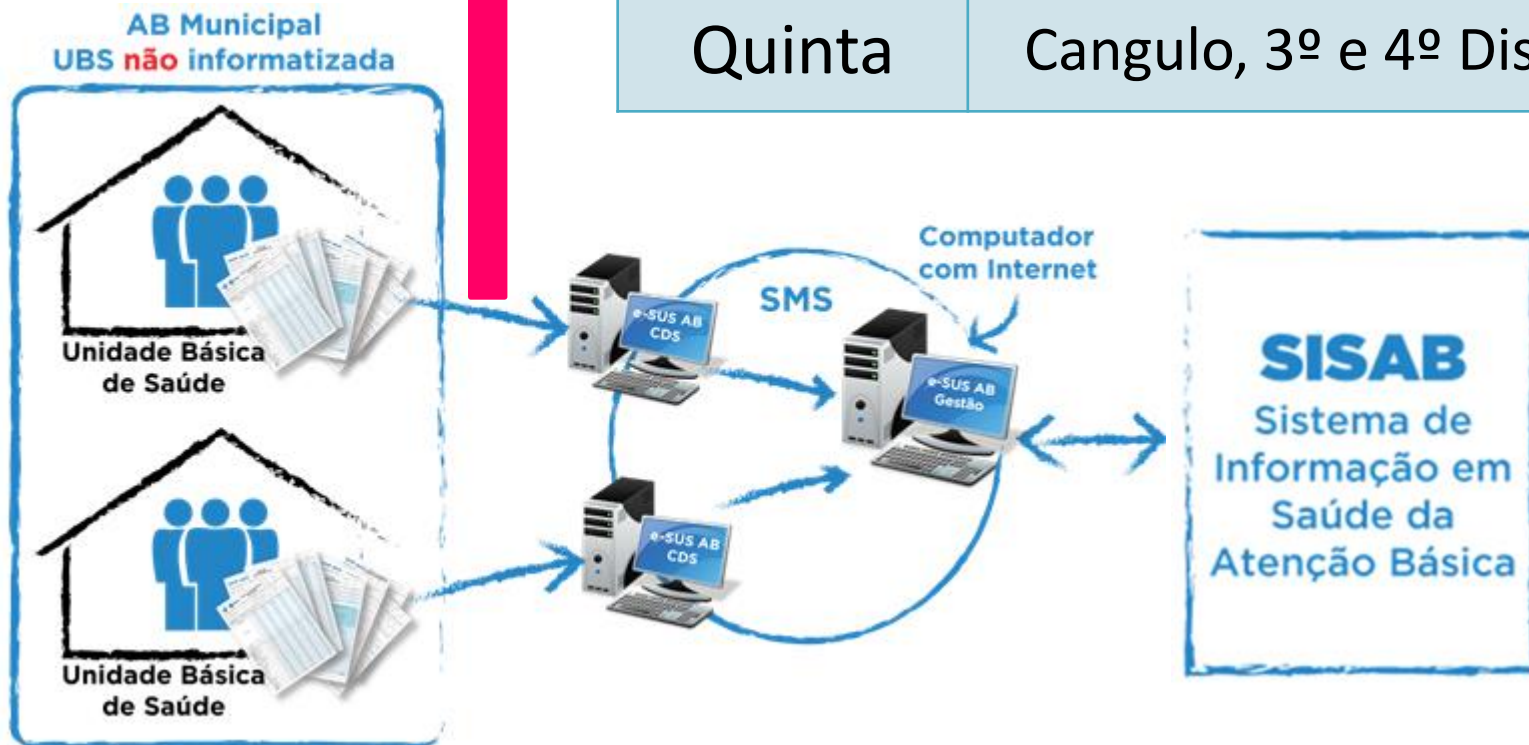 AB Municipal
UBS não informatizada
Quinta
Cangulo, 3º e 4º
Unidade Básica
de Saúde
Unidade Básica
de Saúde
e-SUS AB
CDS
e-SUS AB
CDS
SMS
Computador
com Internet
e-SUS AB
Gestão
SISAB
Sistema de
Informação em
Saúde da
Atenção Básica